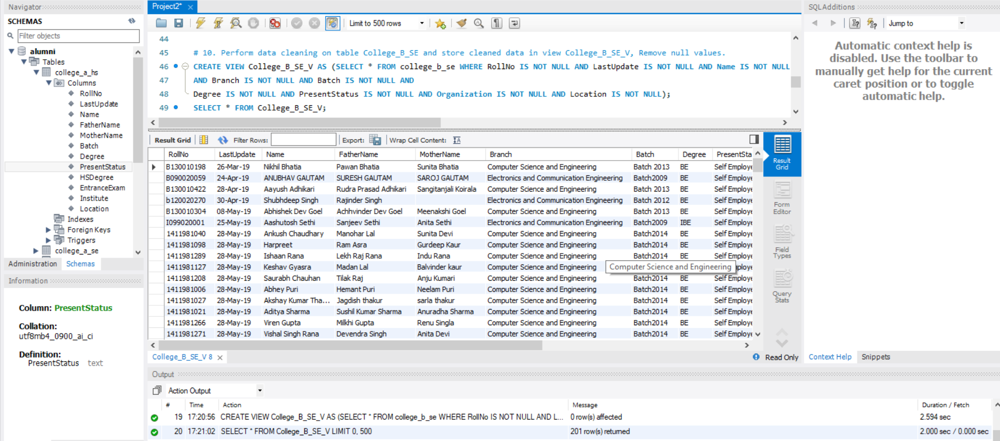 Navigator
SCHEMAS
Filter objects
alumni
Tables
college_a_hs
Columns
RollNo
LastUpdate
Name
FatherName
MotherName
Batch
Degree
PresentStatus
HSDegree
EntranceExam
Institute
Location
Indexes
Foreign Keys
Triggers
college_a_se
Administration Schemas
Information
Column: PresentStatus
Collation:
utf8mb4_0900_ai_ci
Definition:
PresentStatus text
Project2*
Limit to 500 rows
44
45 # 10. Perform data cleaning on table College_B_SE and store cleaned data in view College_B_SE_V, Remove null values.
46 CREATE VIEW College_B_SE_V AS (SELECT * FROM college_b_se WHERE RollNo IS NOT NULL AND LastUpdate IS NOT NULL AND Name IS NOT NULL
47 AND Branch IS NOT NULL AND Batch IS NOT NULL AND
48 Degree IS NOT NULL AND PresentStatus IS NOT NULL AND Organization IS NOT NULL AND Location IS NOT NULL);
49 SELECT * FROM College_B_SE_V;
Result Grid Filter Rows: Export: Wrap Cell Content:
RollNo LastUpdate Name FatherName MotherName Branch Batch Degree PresentSta
B130010198 26-Mar-19 Nikhil Bhatia Pawan Bhatia Sunita Bhatia Computer Science and Engineering Batch 2013 BE Self Employe
B090020059 24-Apr-19 ANUBHAV GAUTAM SURESH GAUTAM SAROJ GAUTAM Electronics and Communication Engineering Batch2009 BE Self Employe
B130010422 28-Apr-19 Aayush Adhikari Rudra Prasad Adhikari Sangitanjali Koirala Computer Science and Engineering Batch 2013 BE Self Employe
b120020270 30-Apr-19 Shubhdeep Singh Rajinder Singh Electronics and Communication Engineering Batch 2012 BE Self Employe
B130010304 08-May-19 Abhishek Dev Goel Achhvinder Dev Goel Meenakshi Goel Computer Science and Engineering Batch 2013 BE Self Employe
I099020001 25-May-19 Aashutosh Sethi Sanjeev Sethi Anita Sethi Electronics and Communication Engineering Batch2009 IBE Self Employe
1411981040 28-May-19 Ankush Chaudhary Manohar Lal Sunita Devi Computer Science and Engineering Batch2014 BE Self Employe
1411981098 28-May-19 Harpreet Ram Asra Gurdeep Kaur Computer Science and Engineering Batch2014 BE Self Employe
1411981289 28-May-19 Ishaan Rana Lekh Raj Rana Indu Rana Computer Science and Engineering Batch2014 BE Self Employe
1411981127 28-May-19 Keshav Gyasra Madan Lal Balvinder kaur Computer Science and Engineering
Computer Science and Engineering
1411981208 28-May-19 Saurabh Chauhan Tilak Raj Anju Kumari Computer Science and Engineering Batch2014 BE Self Employe
1411981006 28-May-19 Abhey Puri Hemant Puri Neelam Puri Computer Science and Engineering Batch2014 BE Self Employe
1411981027 28-May-19 Akshay Kumar Tha... Jagdish thakur sarla thakur Computer Science and Engineering Batch2014 BE Self Employe
1411981021 28-May-19 Aditya Sharma Sushil Kumar Sharma Anuradha Sharma Computer Science and Engineering Batch2014 BE Self Employe
1411981266 28-May-19 Viren Gupta Milkhi Gupta Renu Singla Computer Science and Engineering Batch2014 BE Self Employe
1411981271 28-May-19 Vishal Singh Rana Devendra Singh Anita Devi Computer Science and Engineering Batch2014 BE Self Employe
Result
Grid
Form
Editor
Field
Types
Query
Stats
College_B_SE_V 8
Read Only
Output
Action Output
# Time Action Message Duration / Fetch
19 17:20:56 CREATE VIEW College_B_SE_V AS (SELECT * FROM college_b_se WHERE RollNo IS NOT NULL AND L... 0 row(s) affected 2.594 sec
20 17:21:02 SELECT * FROM College_B_SE_V LIMIT 0, 500 201 row(s) returned 2.000 sec / 0.000 sec
SQLAdditions
Jump to
Automatic context help is
disabled. Use the toolbar to
manually get help for the current
caret position or to toggle
automatic help.
Context Help Snippets